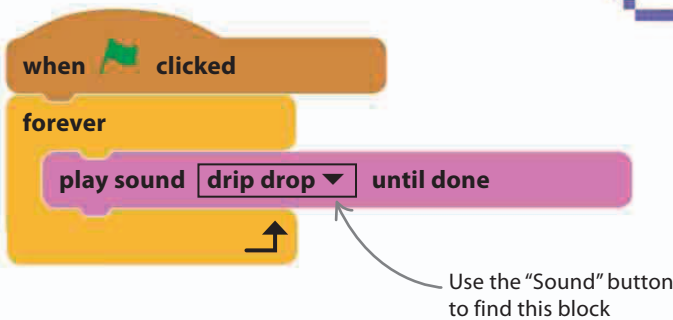 when clicked
forever
play sound drip drop until done
Use the “Sound” button
to find this block